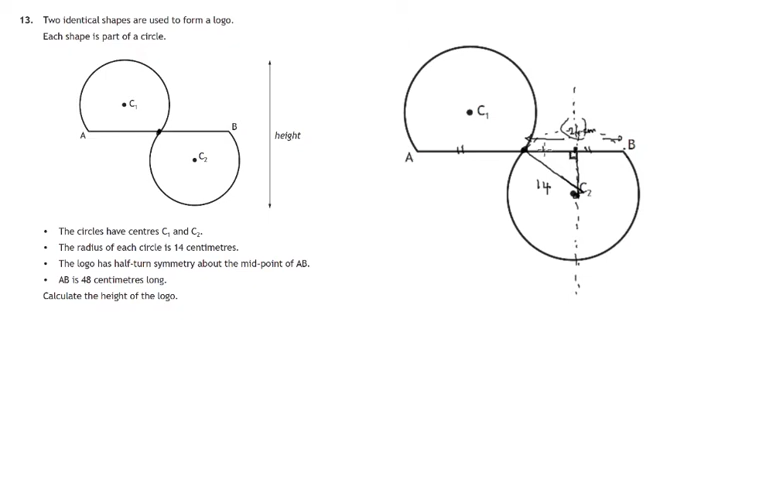 13. Two identical shapes are used to form a logo.
Each shape is part of a circle.
C₁
A
B
C₂
height
• The circles have centres C₁ and C₂.
• The radius of each circle is 14 centimetres.
• The logo has half-turn symmetry about the mid-point of AB.
• AB is 48 centimetres long.
Calculate the height of the logo.
C₁
A
B
14
C₂